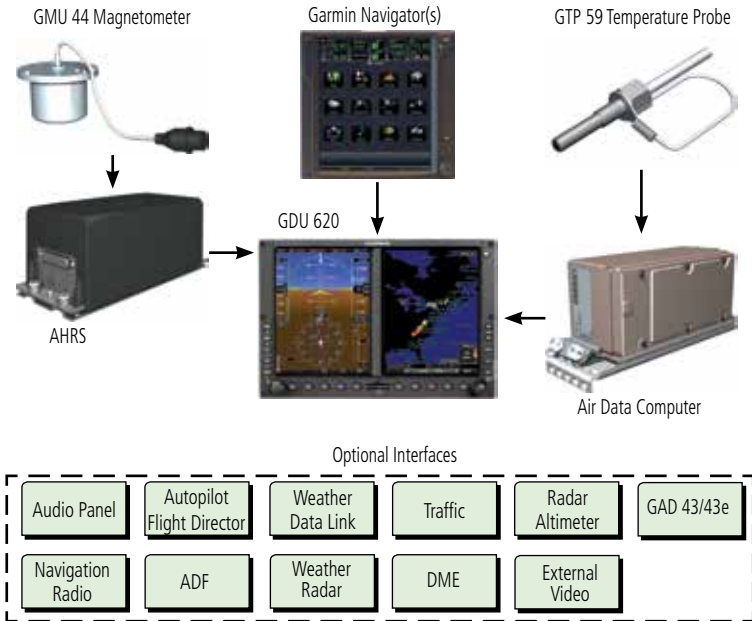 GMU 44 Magnetometer
Garmin Navigator(s)
GTP 59 Temperature Probe
GDU 620
AHRS
Air Data Computer
Optional Interfaces
Audio Panel
Autopilot
Flight Director
Weather
Data Link
Traffic
Radar
Altimeter
GAD 43/43e
Navigation
Radio
ADF
Weather
Radar
DME
External
Video